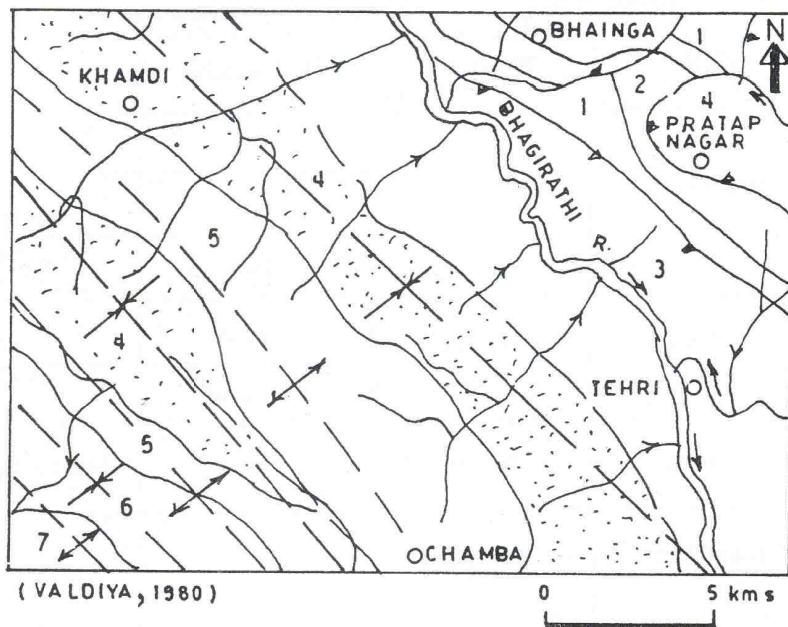 BHAINGA
1
N
KHAMDI
2
1
4
PRATAP
NAGAR
BHAGIRATHI
R.
4
5
3
4
TEHRI
5
6
7
CHAMBA
(VALDIYA, 1980)
0 5 kms